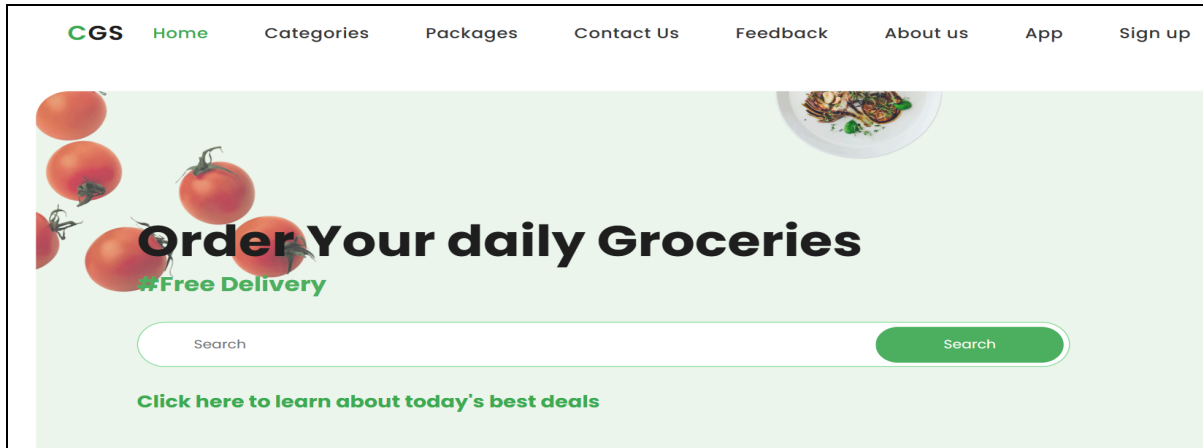 CGS Home Categories Packages Contact Us Feedback About us App Sign up
Order Your daily Groceries
#Free Delivery
Search Search
Click here to learn about today's best deals